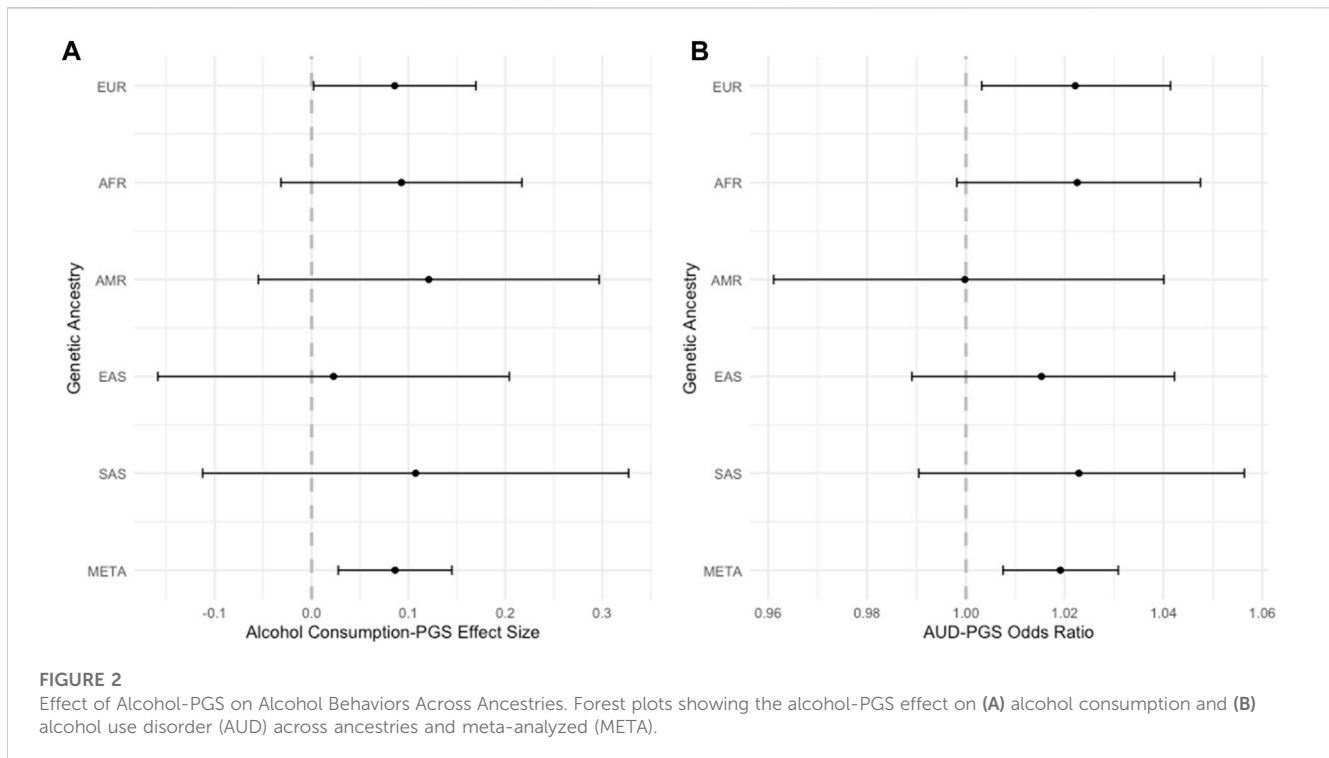 A
B
EUR
AFR
AMR
EAS
SAS
META
Genetic Ancestry
-0.1 0.0 0.1 0.2 0.3
Alcohol Consumption-PGS Effect Size
EUR
AFR
AMR
EAS
SAS
META
Genetic Ancestry
0.96 0.98 1.00 1.02 1.04 1.06
AUD-PGS Odds Ratio
FIGURE 2
Effect of Alcohol-PGS on Alcohol Behaviors Across Ancestries. Forest plots showing the alcohol-PGS effect on (A) alcohol consumption and (B)
alcohol use disorder (AUD) across ancestries and meta-analyzed (META).